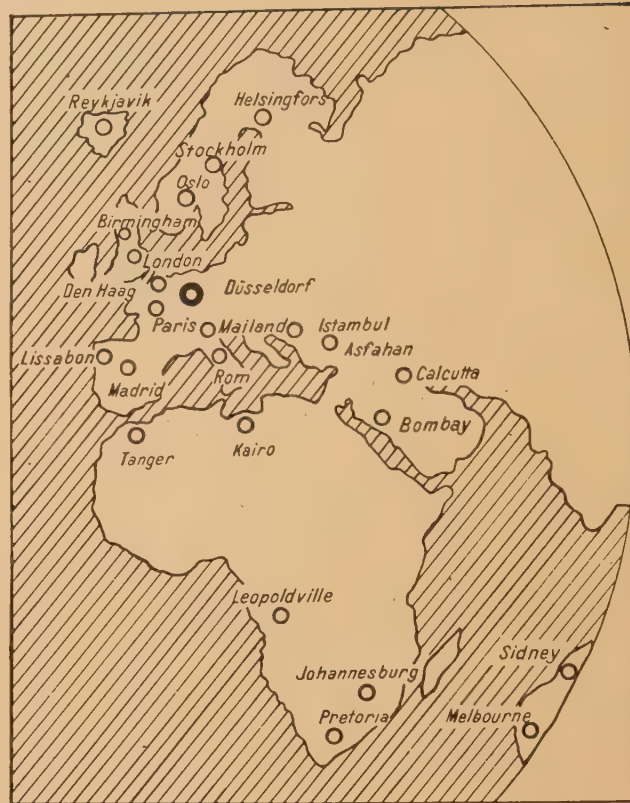 Reykjavik
Helsingfors
Stockholm
Oslo
Birmingham
London
Den Haag
Düsseldorf
Paris
Mailand
Istambul
Asfahan
Lissabon
Madrid
Rom
Calcutta
Bombay
Tanger
Kairo
Leopoldville
Johannesburg
Sidney
Pretoria
Melbourne